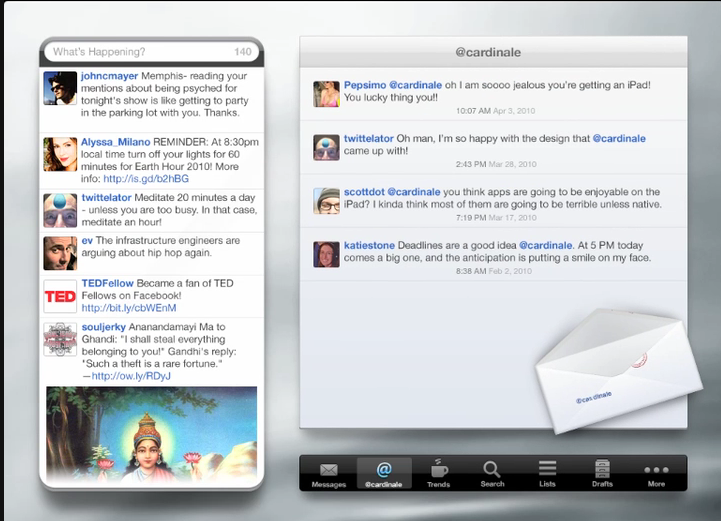 What's Happening? 140
johncmayer Memphis- reading your
mentions about being psyched for
tonight's show is like getting to party
in the parking lot with you. Thanks.
Alyssa_Milano REMINDER: At 8:30pm
local time turn off your lights for 60
minutes for Earth Hour 2010! More
info: http://is.gd/b2hBG
twittelator Meditate 20 minutes a day
- unless you are too busy. In that case,
meditate an hour!
ev The infrastructure engineers are
arguing about hip hop again.
TED
TEDFellow Became a fan of TED
Fellows on Facebook!
http://bit.ly/cbWEnM
souljerky Ananandamayi Ma to
Ghandi: "I shall steal everything
belonging to you!" Gandhi's reply:
"Such a theft is a rare fortune."
—http://ow.ly/RDyJ
@cardinale
Pepsimo @cardinale oh I am soooo jealous you're getting an iPad!
You lucky thing you!!
10:07 AM Apr 3, 2010
twittelator Oh man, I'm so happy with the design that @cardinale
came up with!
2:43 PM Mar 28, 2010
scottdot @cardinale you think apps are going to be enjoyable on the
iPad? I kinda think most of them are going to be terrible unless native.
7:19 PM Mar 17, 2010
katiestone Deadlines are a good idea @cardinale. At 5 PM today
comes a big one, and the anticipation is putting a smile on my face.
8:38 AM Feb 2, 2010
@cardinale
Messages @cardinale Trends Search Lists Drafts More